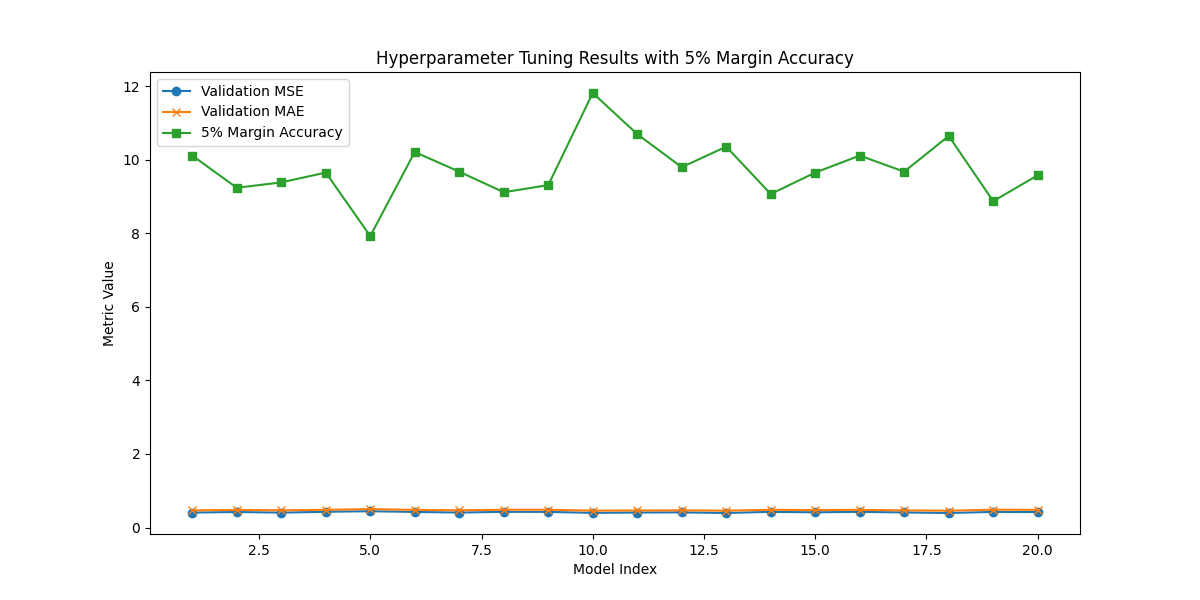 Hyperparameter Tuning Results with 5% Margin Accuracy
Validation MSE
Validation MAE
5% Margin Accuracy
Metric Value
12
10
8
6
4
2
0
2.5 5.0 7.5 10.0 12.5 15.0 17.5 20.0
Model Index